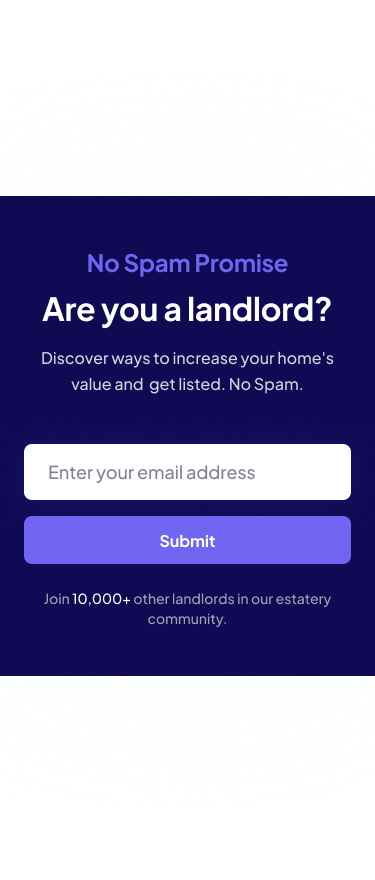 No Spam Promise
Are you a landlord?
Discover ways to increase your home's
value and  get listed. No Spam.
Enter your email address
Submit
Join 10,000+ other landlords in our estatery
community.